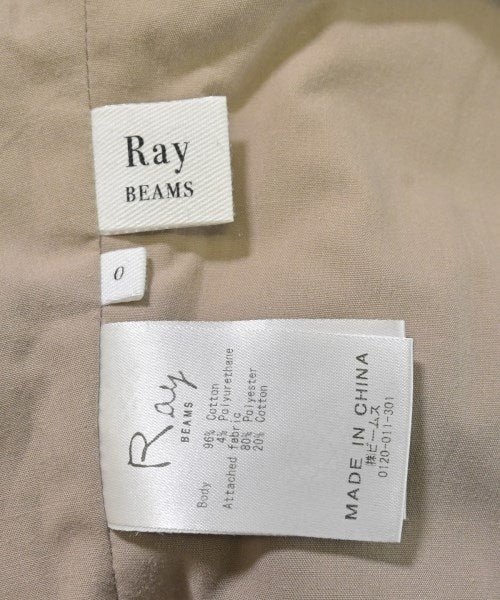 Ray
BEAMS
0
Ray
BEAMS
Body
96% Cotton
4% Polyurethane
Attached fabric
80% Polyester
20% Cotton
MADE IN CHINA
㈱ビームス
0120-011-301